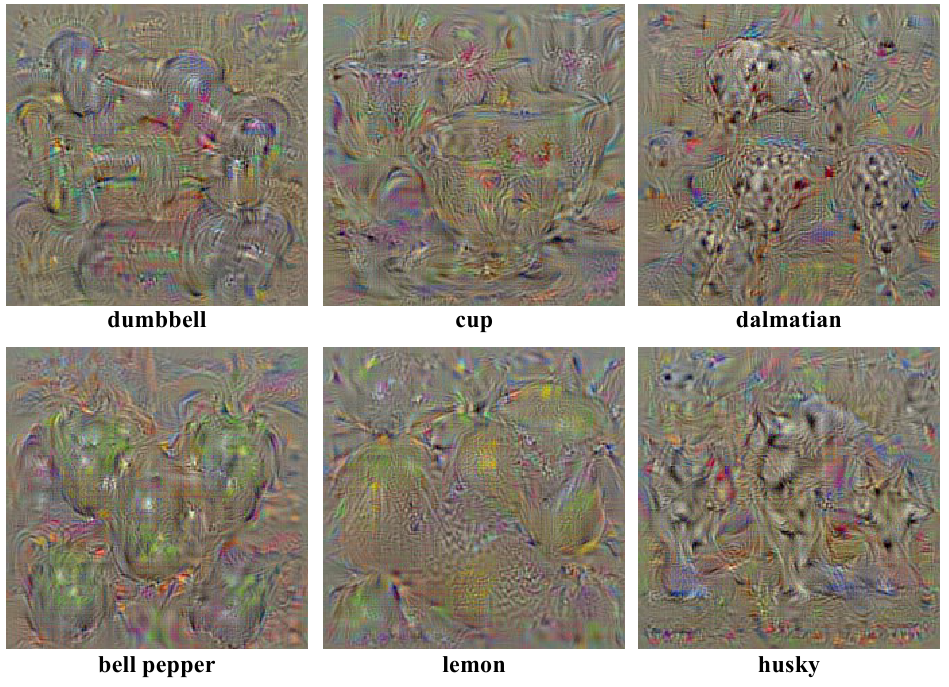 dumbbell
cup
dalmatian
bell pepper
lemon
husky